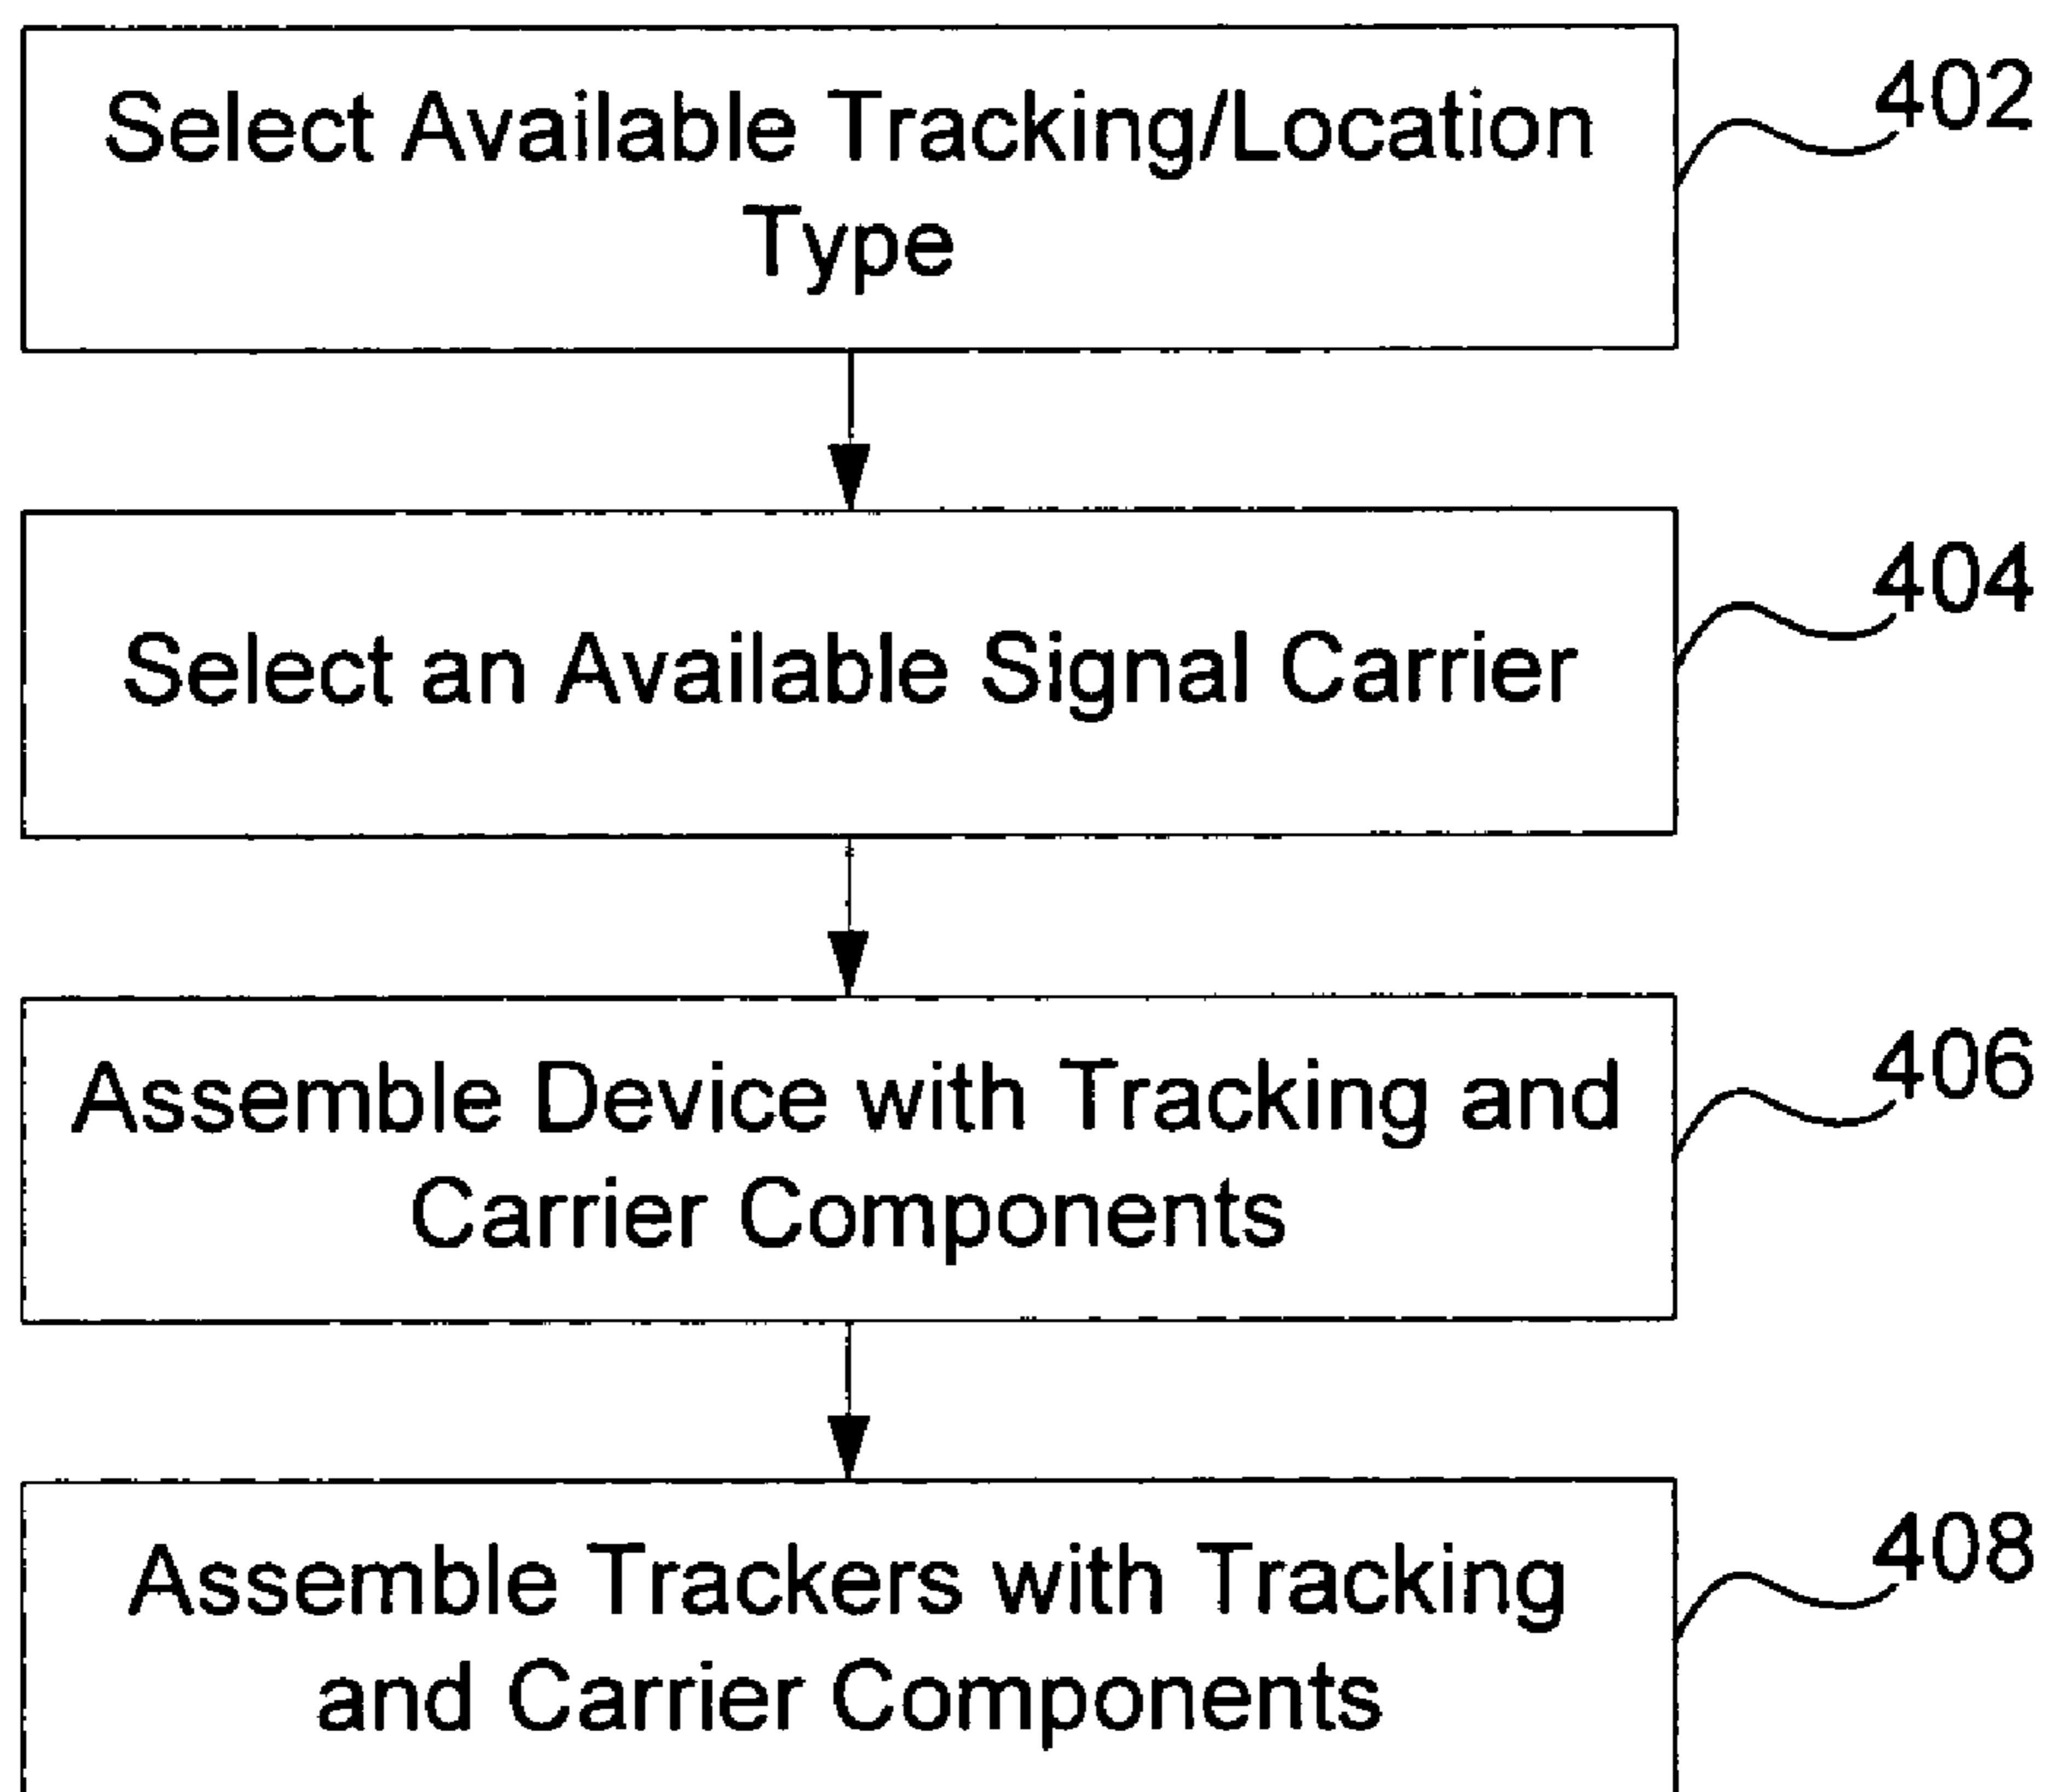 Select Available Tracking/Location
Type
402
Select an Available Signal Carrier
404
Assemble Device with Tracking and
Carrier Components
406
Assemble Trackers with Tracking
and Carrier Components
408